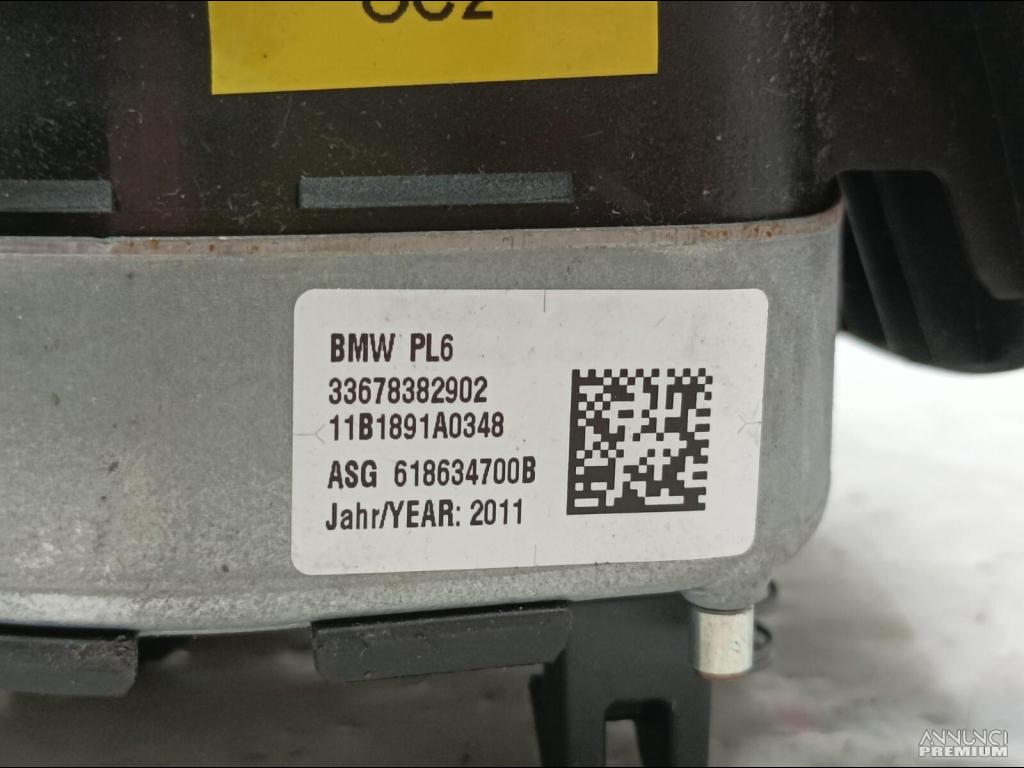 BMW PL6
33678382902
11B1891A0348
ASG 618634700B
Jahr/YEAR: 2011
ANNUNCI
PREMIUM